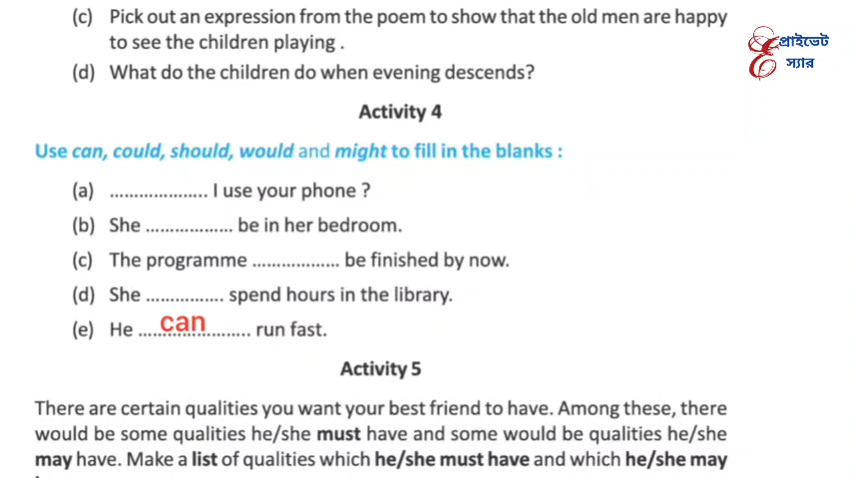 (c) Pick out an expression from the poem to show that the old men are happy
to see the children playing .
প্রাইভেট
স্যার
(d) What do the children do when evening descends?
Activity 4
Use can, could, should, would and might to fill in the blanks :
(a) .................... I use your phone ?
(b) She .................. be in her bedroom.
(c) The programme .................. be finished by now.
(d) She ................ spend hours in the library.
(e) He ....can......... run fast.
Activity 5
There are certain qualities you want your best friend to have. Among these, there
would be some qualities he/she must have and some would be qualities he/she
may have. Make a list of qualities which he/she must have and which he/she may